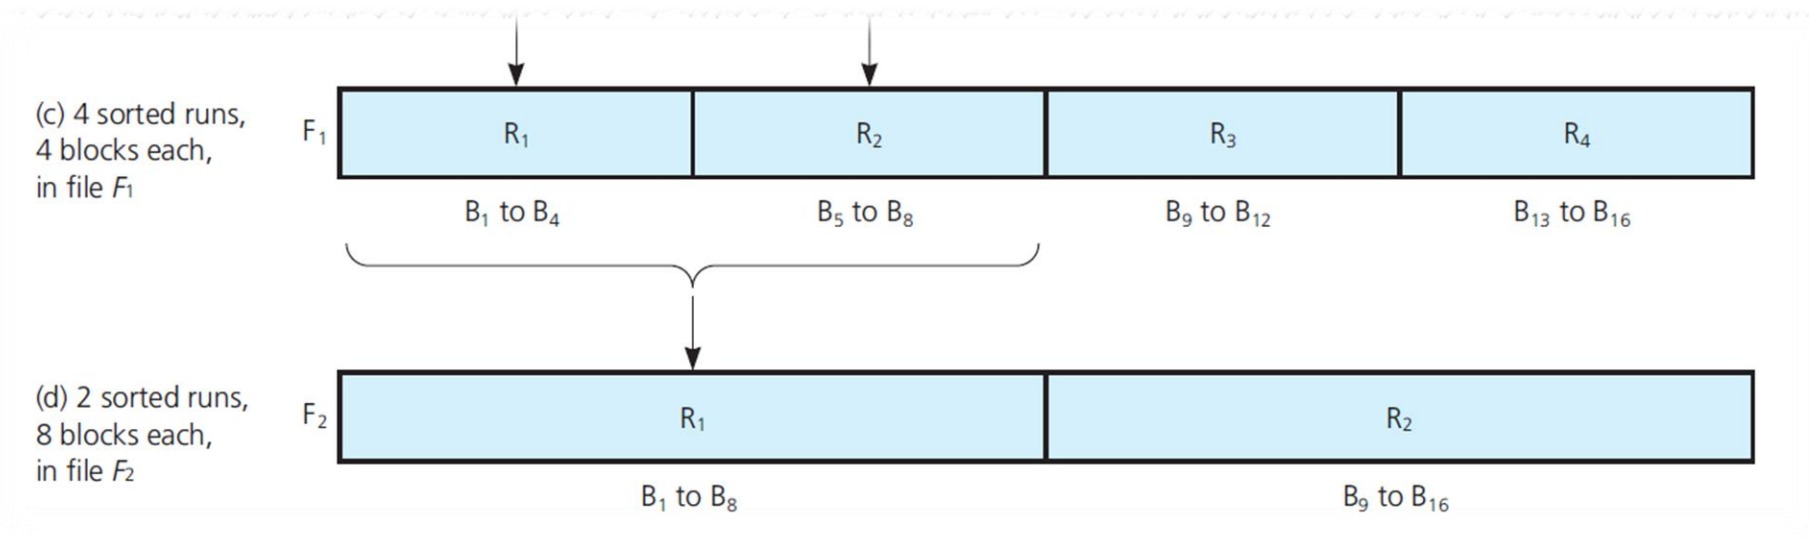 (c) 4 sorted runs,
4 blocks each,
in file F₁
F₁
R₁
R₂
R₃
R₄
B₁ to B₄
B₅ to B₈
B₉ to B₁₂
B₁₃ to B₁₆
(d) 2 sorted runs,
8 blocks each,
in file F₂
F₂
R₁
R₂
B₁ to B₈
B₉ to B₁₆